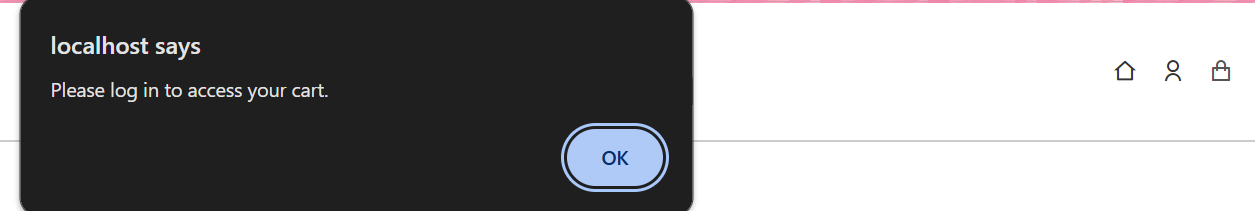 localhost says
Please log in to access your cart.
OK